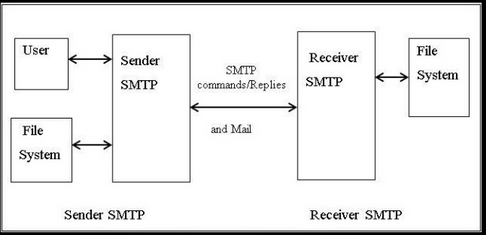 User
Sender
SMTP
File
System
SMTP
commands/Replies
and Mail
Receiver
SMTP
File
System
Sender SMTP
Receiver SMTP